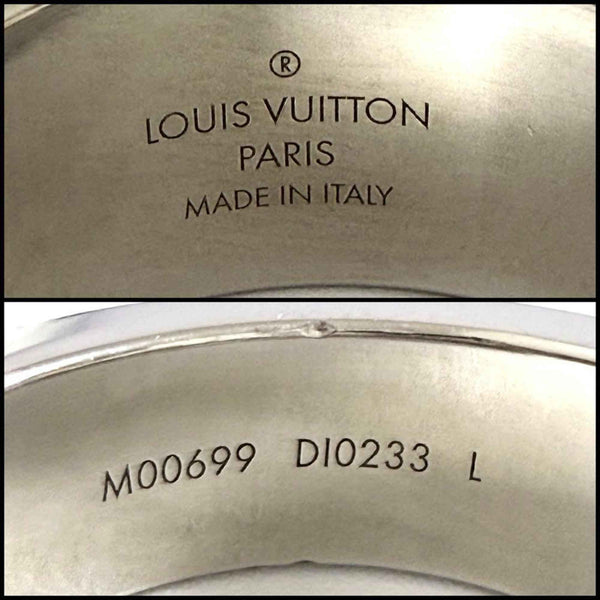 ®
LOUIS VUITTON
PARIS
MADE IN ITALY
M00699 DI0233 L